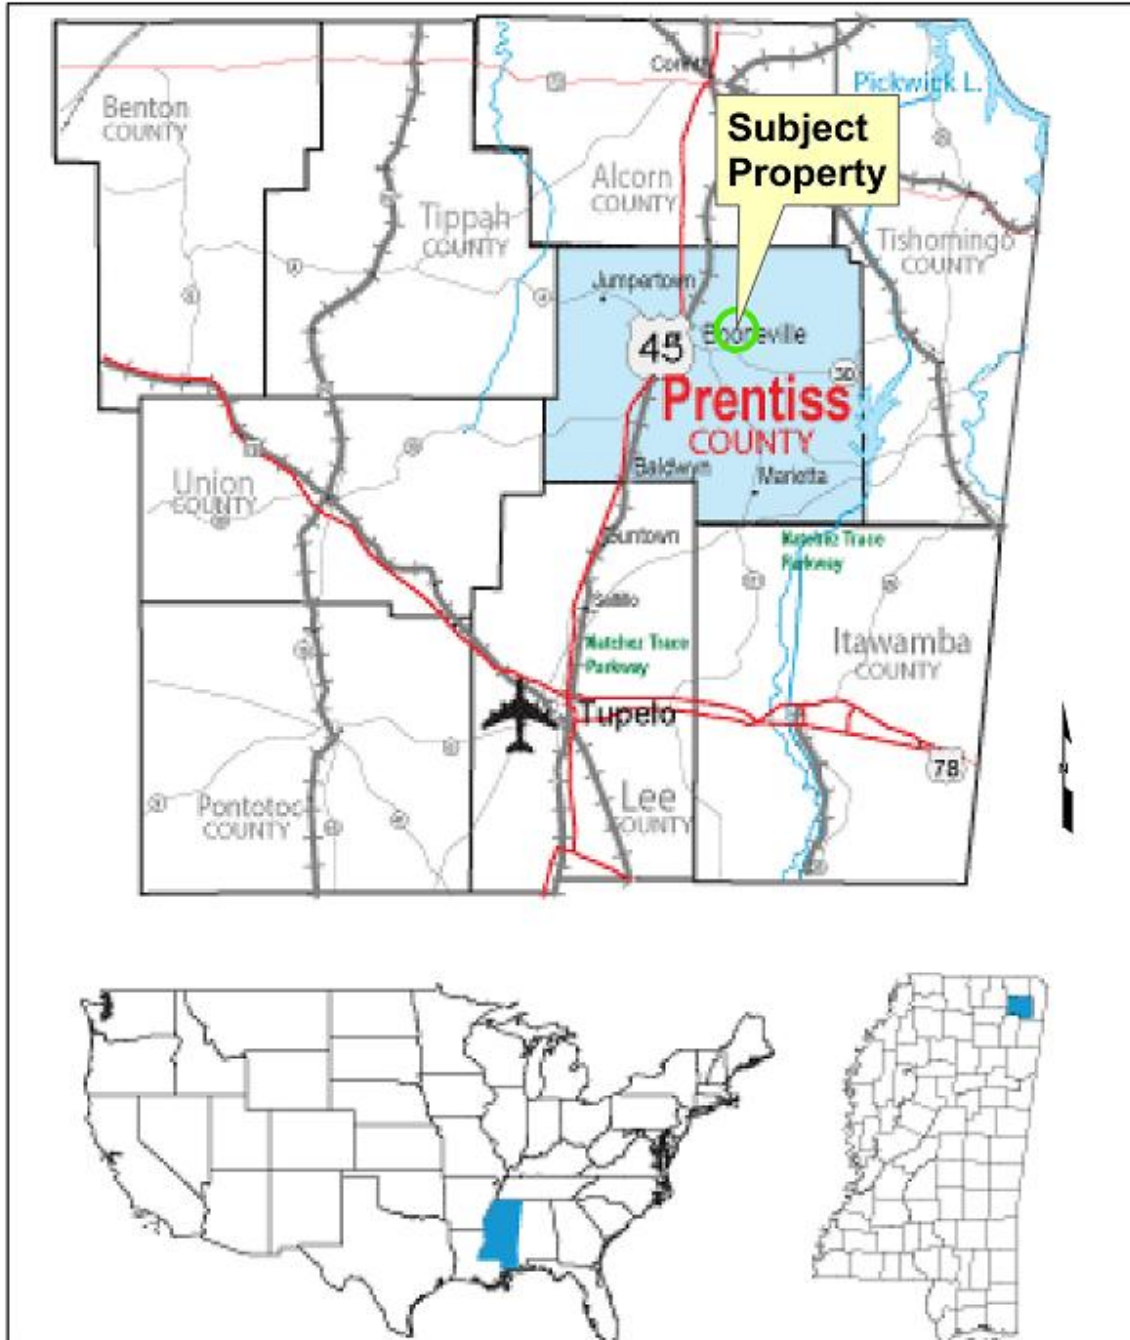 Corinth
Pickwick L.
Benton
COUNTY
Subject
Property
Alcorn
COUNTY
Tippah
COUNTY
Tishomingo
COUNTY
Jumpertown
45
Booneville
30
Prentiss
COUNTY
Baldwyn
Marietta
Union
COUNTY
Guntown
Natchez Trace
Parkway
Saltillo
Natchez Trace
Parkway
Itawamba
COUNTY
Tupelo
78
Pontotoc
COUNTY
Lee
COUNTY
N